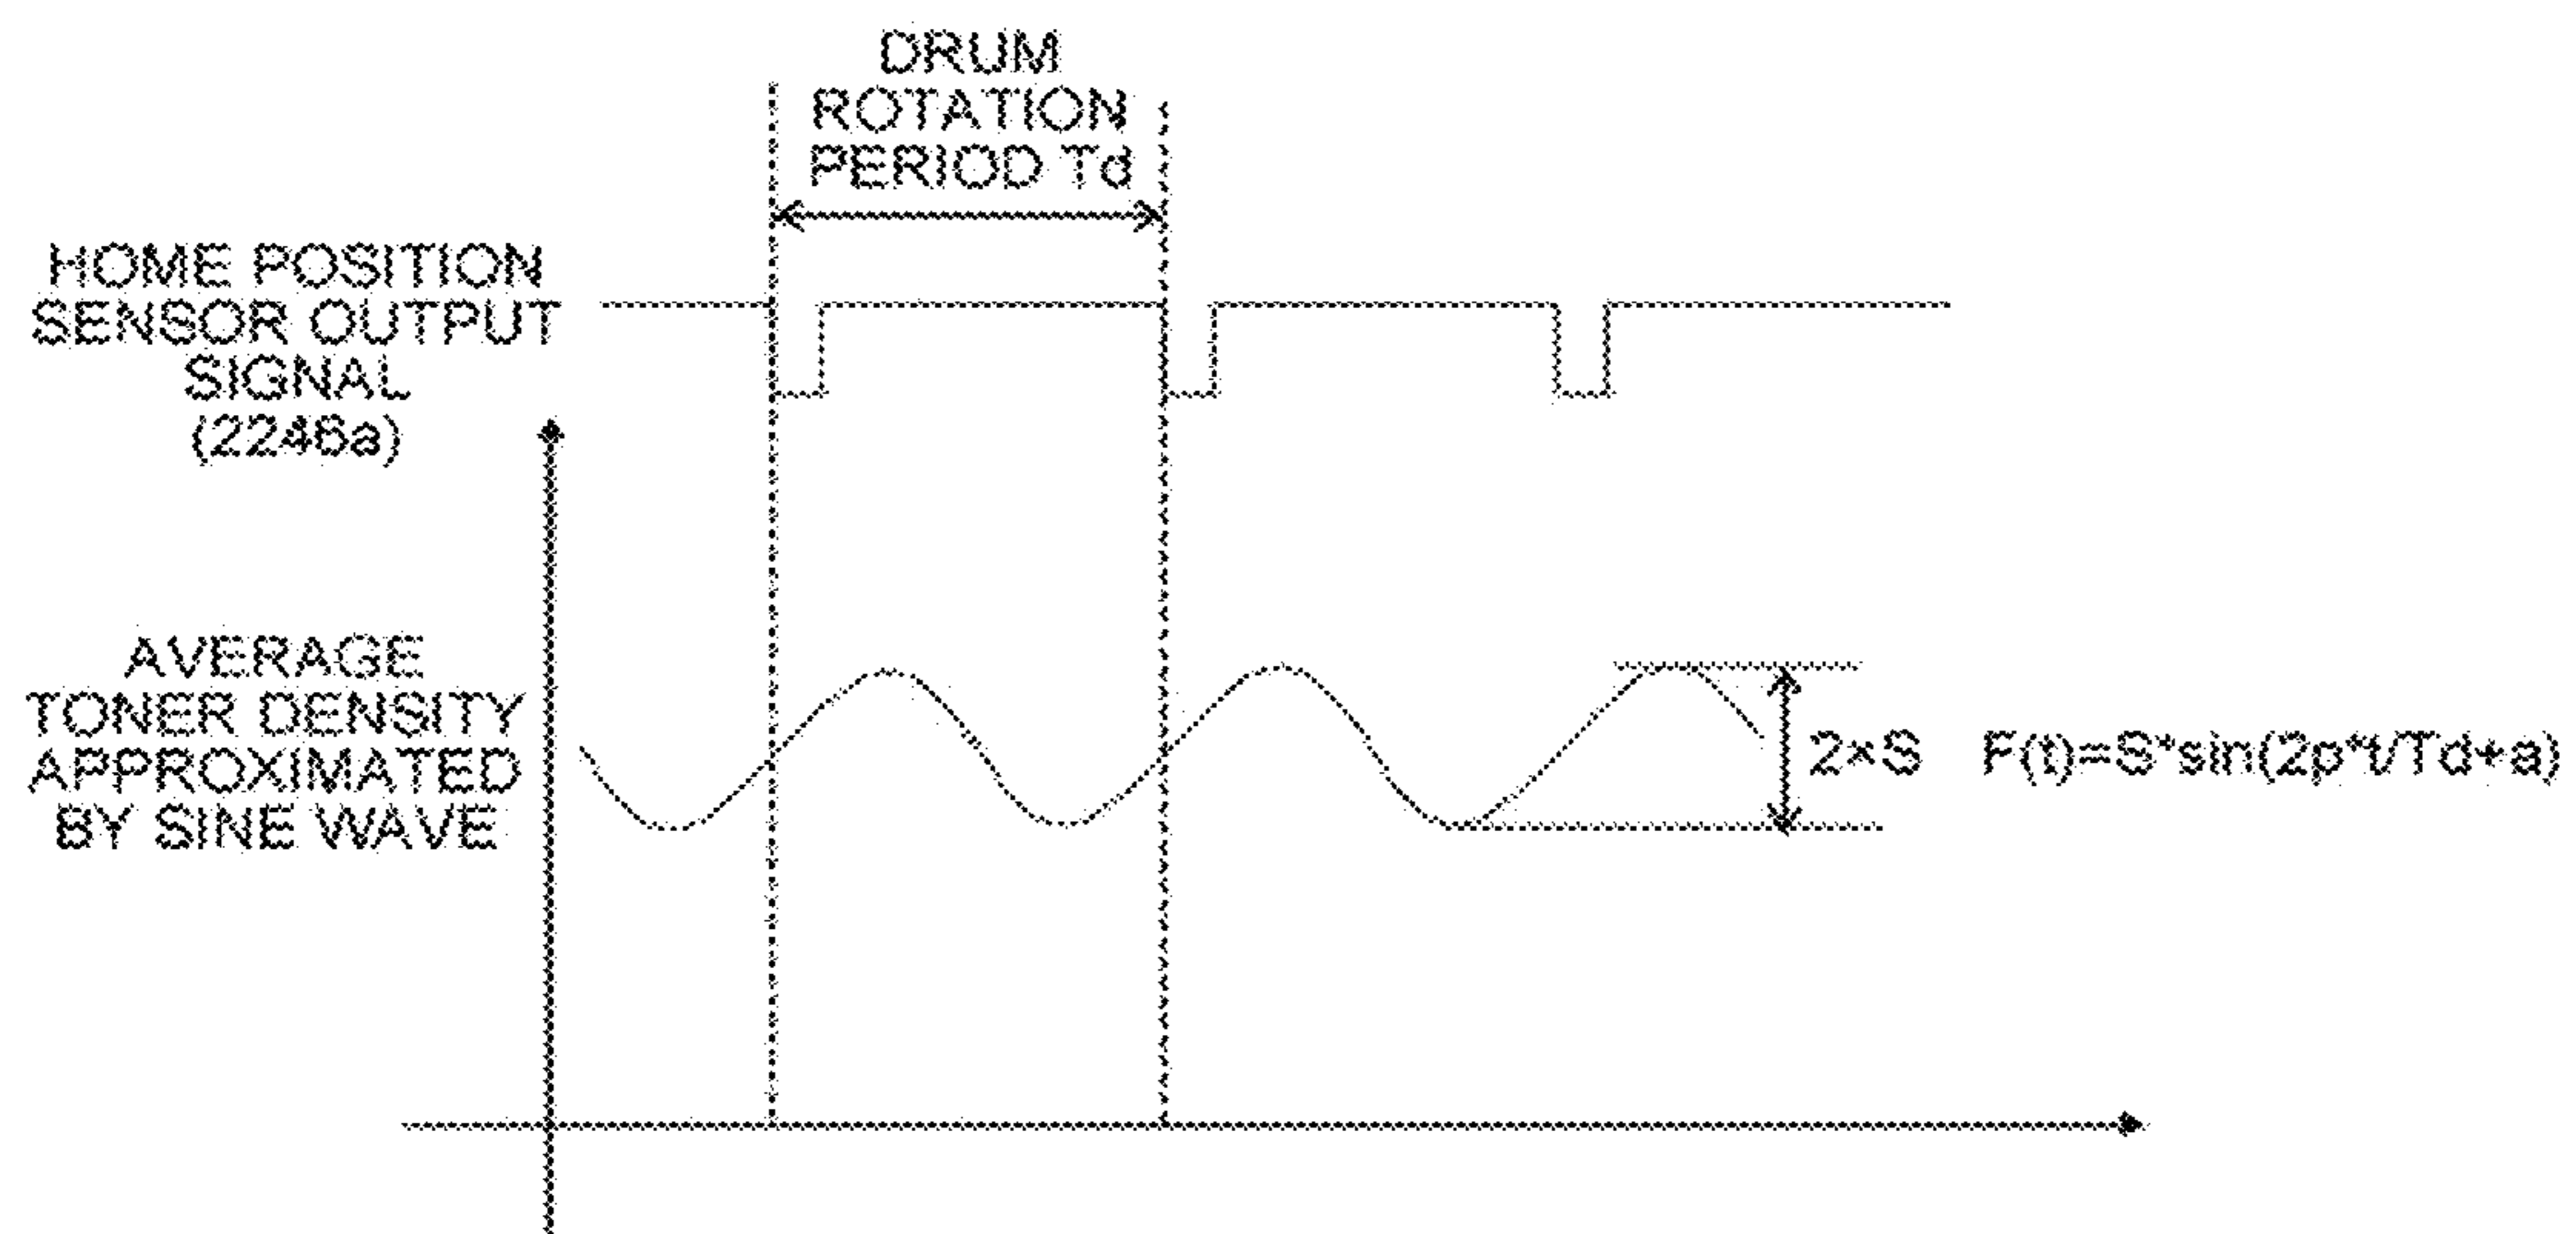 DRUM
ROTATION
PERIOD Td
HOME POSITION
SENSOR OUTPUT
SIGNAL
(2246a)
AVERAGE
TONER DENSITY
APPROXIMATED
BY SINE WAVE
2×S F(t)=S*sin(2p*t/Td+a)